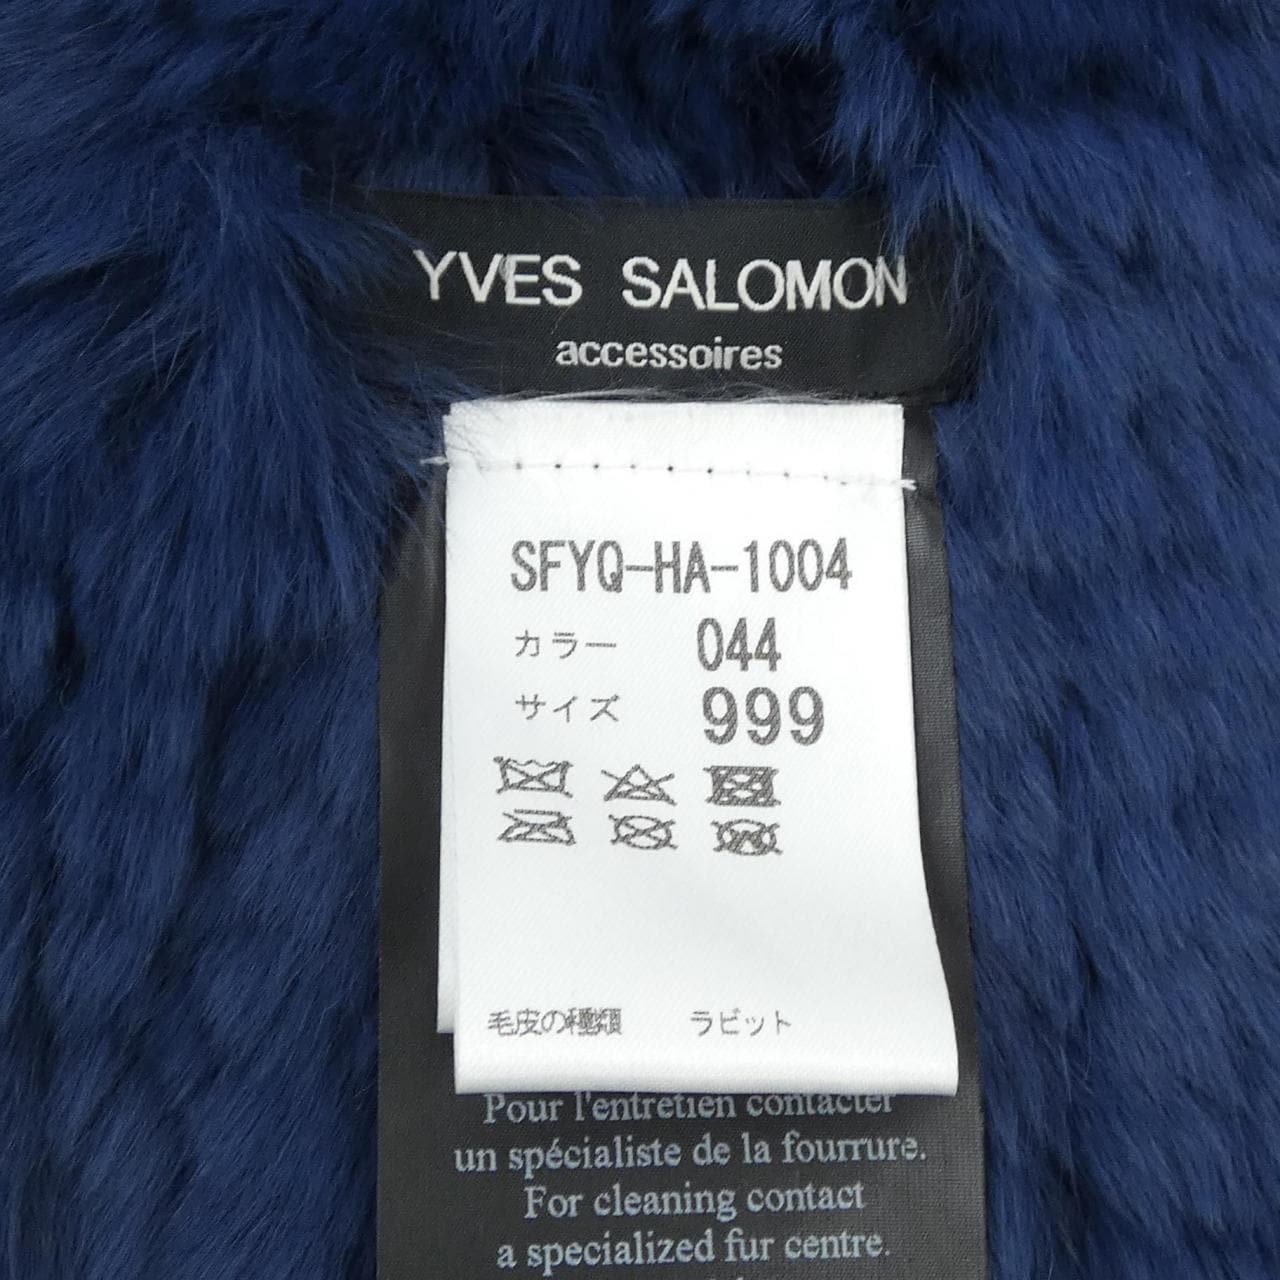 YVES SALOMON
accessoires
SFYQ-HA-1004
カラー 044
サイズ 999
毛皮の種類 ラビット
Pour l'entretien contacter
un spécialiste de la fourrure.
For cleaning contact
a specialized fur centre.